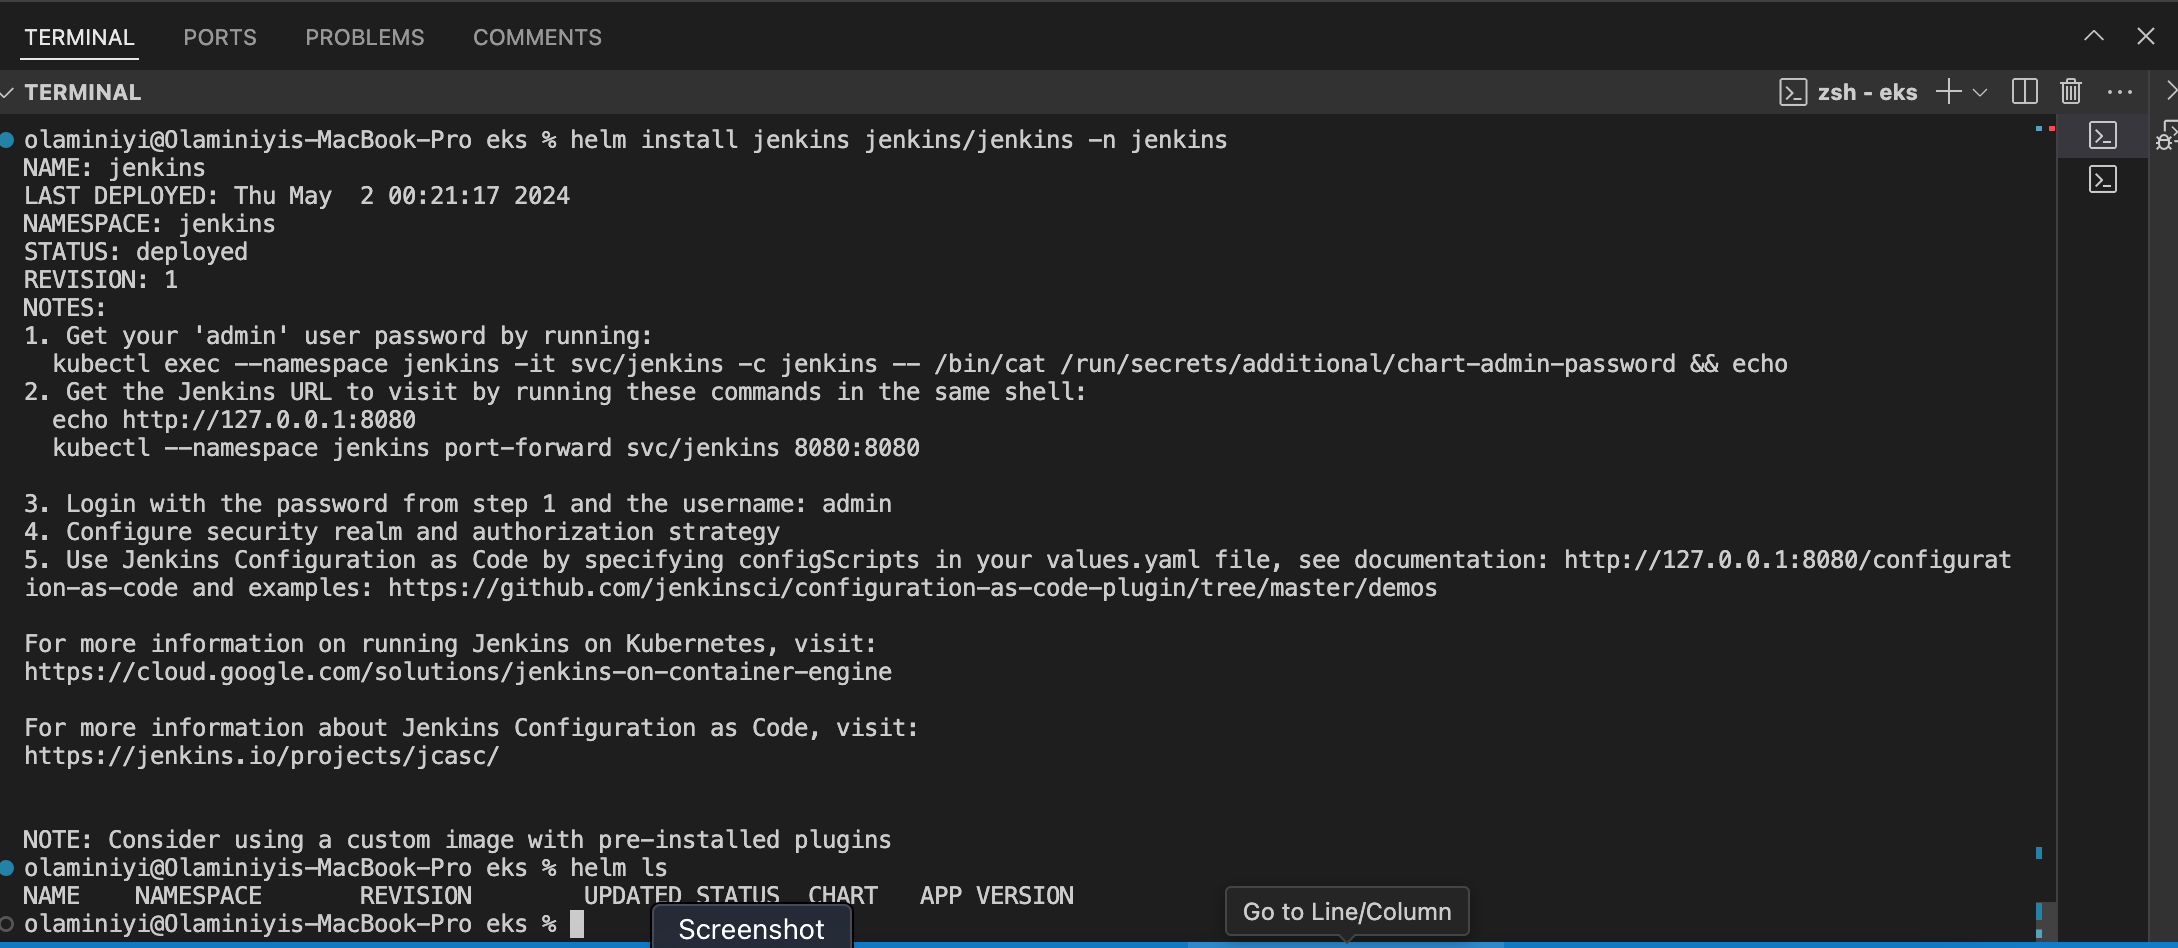 TERMINAL PORTS PROBLEMS COMMENTS
TERMINAL
zsh - eks
olaminiyi@Olaminiyis-MacBook-Pro eks % helm install jenkins jenkins/jenkins -n jenkins
NAME: jenkins
LAST DEPLOYED: Thu May  2 00:21:17 2024
NAMESPACE: jenkins
STATUS: deployed
REVISION: 1
NOTES:
1. Get your 'admin' user password by running:
  kubectl exec --namespace jenkins -it svc/jenkins -c jenkins -- /bin/cat /run/secrets/additional/chart-admin-password && echo
2. Get the Jenkins URL to visit by running these commands in the same shell:
  echo http://127.0.0.1:8080
  kubectl --namespace jenkins port-forward svc/jenkins 8080:8080
3. Login with the password from step 1 and the username: admin
4. Configure security realm and authorization strategy
5. Use Jenkins Configuration as Code by specifying configScripts in your values.yaml file, see documentation: http://127.0.0.1:8080/configurat
ion-as-code and examples: https://github.com/jenkinsci/configuration-as-code-plugin/tree/master/demos
For more information on running Jenkins on Kubernetes, visit:
https://cloud.google.com/solutions/jenkins-on-container-engine
For more information about Jenkins Configuration as Code, visit:
https://jenkins.io/projects/jcasc/
NOTE: Consider using a custom image with pre-installed plugins
olaminiyi@Olaminiyis-MacBook-Pro eks % helm ls
NAME    NAMESPACE       REVISION        UPDATED STATUS  CHART   APP VERSION
olaminiyi@Olaminiyis-MacBook-Pro eks %
Screenshot
Go to Line/Column